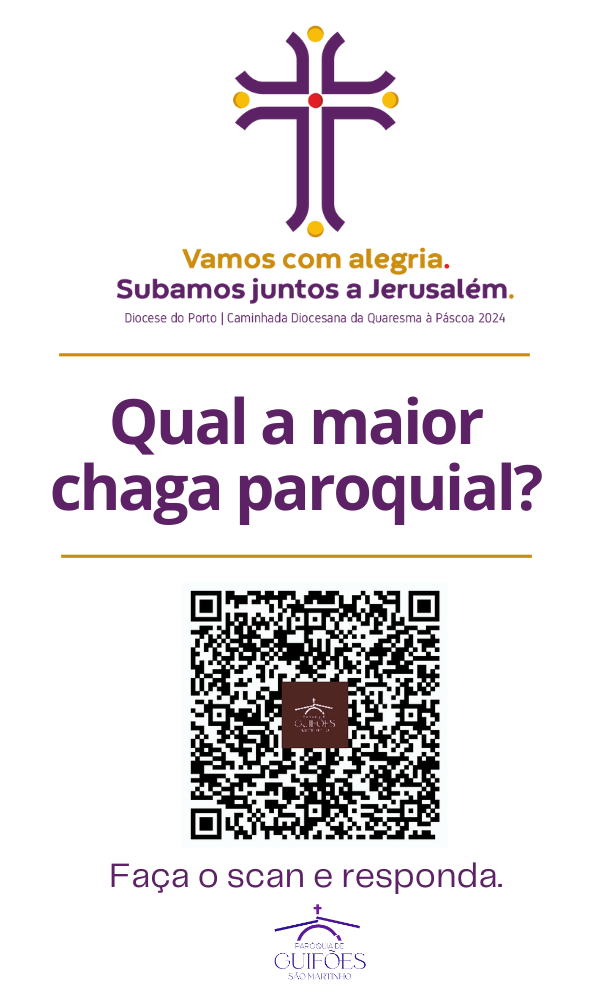 Vamos com alegria.
Subamos juntos a Jerusalém.
Diocese do Porto | Caminhada Diocesana da Quaresma à Páscoa 2024
Qual a maior
chaga paroquial?
GUIFÕES
Faça o scan e responda.
PARÓQUIA DE
GUIFÕES
SÃO MARTINHO